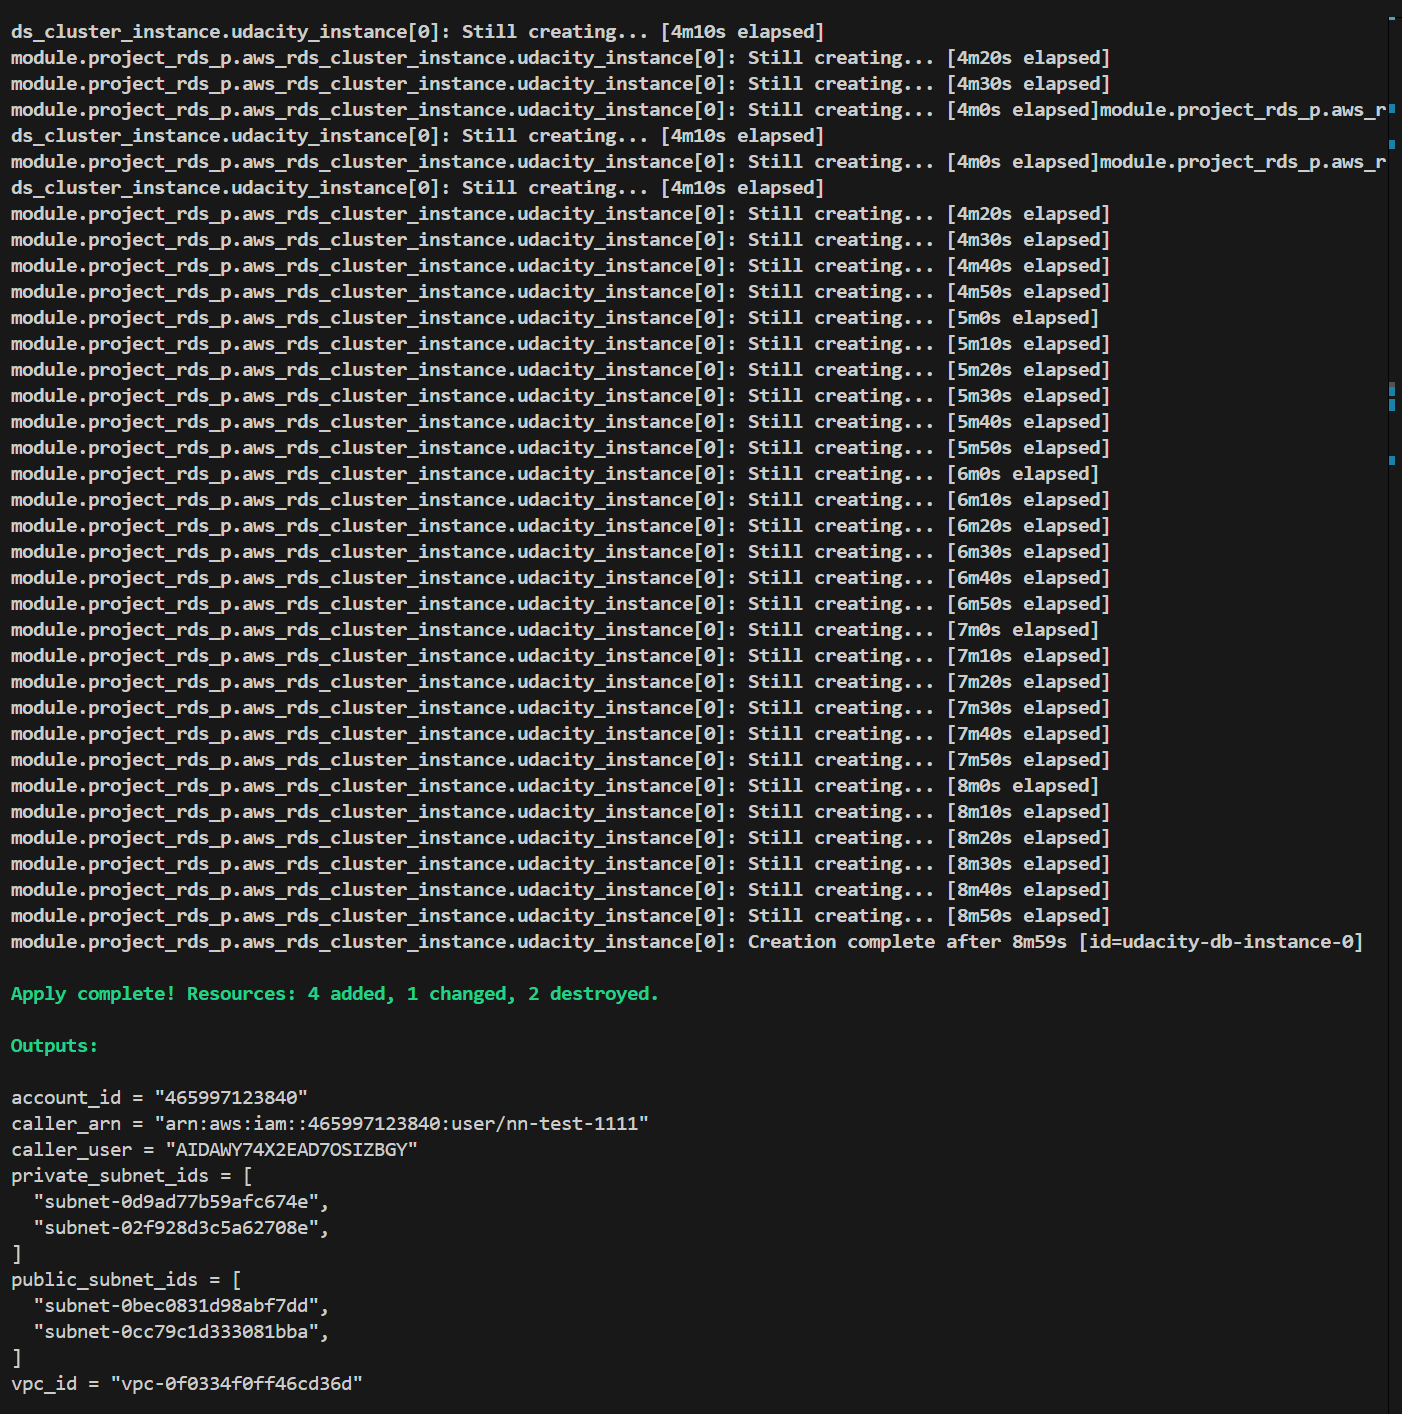 ds_cluster_instance.udacity_instance[0]: Still creating... [4m10s elapsed]
module.project_rds_p.aws_rds_cluster_instance.udacity_instance[0]: Still creating... [4m20s elapsed]
module.project_rds_p.aws_rds_cluster_instance.udacity_instance[0]: Still creating... [4m30s elapsed]
module.project_rds_p.aws_rds_cluster_instance.udacity_instance[0]: Still creating... [4m0s elapsed]module.project_rds_p.aws_r
ds_cluster_instance.udacity_instance[0]: Still creating... [4m10s elapsed]
module.project_rds_p.aws_rds_cluster_instance.udacity_instance[0]: Still creating... [4m0s elapsed]module.project_rds_p.aws_r
ds_cluster_instance.udacity_instance[0]: Still creating... [4m10s elapsed]
module.project_rds_p.aws_rds_cluster_instance.udacity_instance[0]: Still creating... [4m20s elapsed]
module.project_rds_p.aws_rds_cluster_instance.udacity_instance[0]: Still creating... [4m30s elapsed]
module.project_rds_p.aws_rds_cluster_instance.udacity_instance[0]: Still creating... [4m40s elapsed]
module.project_rds_p.aws_rds_cluster_instance.udacity_instance[0]: Still creating... [4m50s elapsed]
module.project_rds_p.aws_rds_cluster_instance.udacity_instance[0]: Still creating... [5m0s elapsed]
module.project_rds_p.aws_rds_cluster_instance.udacity_instance[0]: Still creating... [5m10s elapsed]
module.project_rds_p.aws_rds_cluster_instance.udacity_instance[0]: Still creating... [5m20s elapsed]
module.project_rds_p.aws_rds_cluster_instance.udacity_instance[0]: Still creating... [5m30s elapsed]
module.project_rds_p.aws_rds_cluster_instance.udacity_instance[0]: Still creating... [5m40s elapsed]
module.project_rds_p.aws_rds_cluster_instance.udacity_instance[0]: Still creating... [5m50s elapsed]
module.project_rds_p.aws_rds_cluster_instance.udacity_instance[0]: Still creating... [6m0s elapsed]
module.project_rds_p.aws_rds_cluster_instance.udacity_instance[0]: Still creating... [6m10s elapsed]
module.project_rds_p.aws_rds_cluster_instance.udacity_instance[0]: Still creating... [6m20s elapsed]
module.project_rds_p.aws_rds_cluster_instance.udacity_instance[0]: Still creating... [6m30s elapsed]
module.project_rds_p.aws_rds_cluster_instance.udacity_instance[0]: Still creating... [6m40s elapsed]
module.project_rds_p.aws_rds_cluster_instance.udacity_instance[0]: Still creating... [6m50s elapsed]
module.project_rds_p.aws_rds_cluster_instance.udacity_instance[0]: Still creating... [7m0s elapsed]
module.project_rds_p.aws_rds_cluster_instance.udacity_instance[0]: Still creating... [7m10s elapsed]
module.project_rds_p.aws_rds_cluster_instance.udacity_instance[0]: Still creating... [7m20s elapsed]
module.project_rds_p.aws_rds_cluster_instance.udacity_instance[0]: Still creating... [7m30s elapsed]
module.project_rds_p.aws_rds_cluster_instance.udacity_instance[0]: Still creating... [7m40s elapsed]
module.project_rds_p.aws_rds_cluster_instance.udacity_instance[0]: Still creating... [7m50s elapsed]
module.project_rds_p.aws_rds_cluster_instance.udacity_instance[0]: Still creating... [8m0s elapsed]
module.project_rds_p.aws_rds_cluster_instance.udacity_instance[0]: Still creating... [8m10s elapsed]
module.project_rds_p.aws_rds_cluster_instance.udacity_instance[0]: Still creating... [8m20s elapsed]
module.project_rds_p.aws_rds_cluster_instance.udacity_instance[0]: Still creating... [8m30s elapsed]
module.project_rds_p.aws_rds_cluster_instance.udacity_instance[0]: Still creating... [8m40s elapsed]
module.project_rds_p.aws_rds_cluster_instance.udacity_instance[0]: Still creating... [8m50s elapsed]
module.project_rds_p.aws_rds_cluster_instance.udacity_instance[0]: Creation complete after 8m59s [id=udacity-db-instance-0]
Apply complete! Resources: 4 added, 1 changed, 2 destroyed.
Outputs:
account_id = "465997123840"
caller_arn = "arn:aws:iam::465997123840:user/nn-test-1111"
caller_user = "AIDAWY74X2EAD7OSIZBGY"
private_subnet_ids = [
  "subnet-0d9ad77b59afc674e",
  "subnet-02f928d3c5a62708e",
]
public_subnet_ids = [
  "subnet-0bec0831d98abf7dd",
  "subnet-0cc79c1d333081bba",
]
vpc_id = "vpc-0f0334f0ff46cd36d"